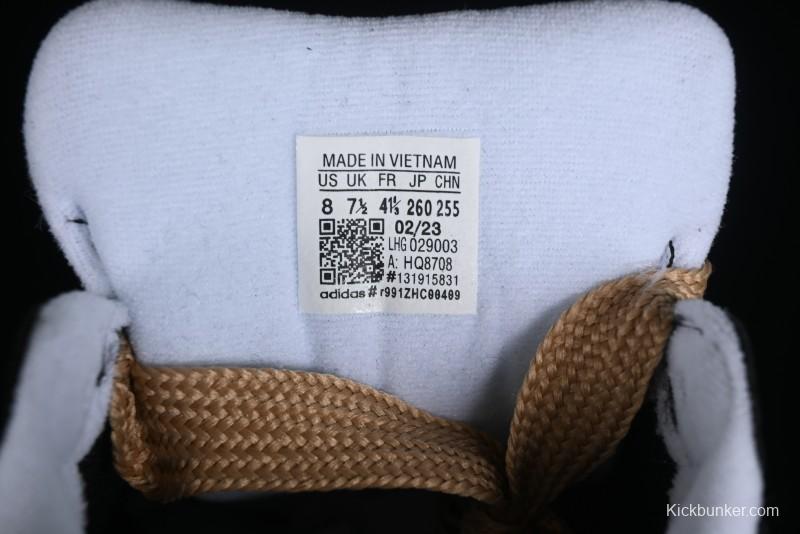 MADE IN VIETNAM
US UK FR JP CHN
8 7½ 41⅓ 260 255
02/23
LHG 029003
A: HQ8708
#131915831
adidas # r991ZHC00409
Kickbunker.com